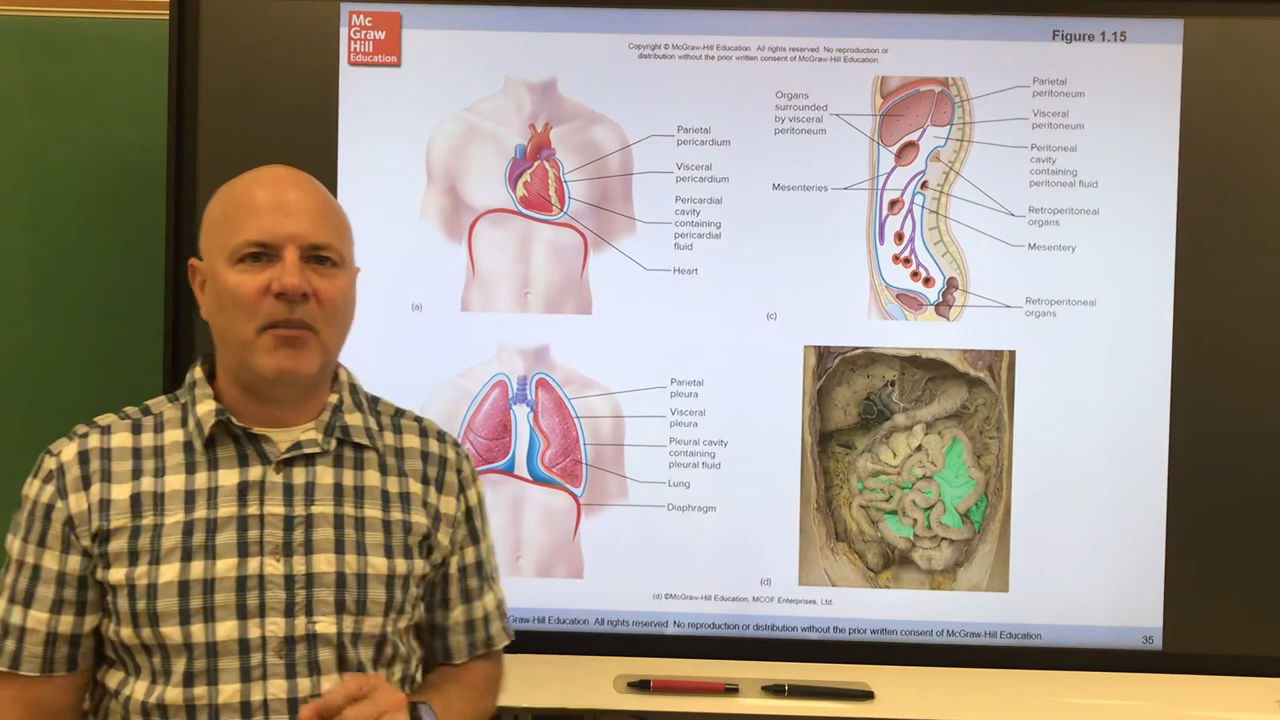 Mc
Graw
Hill
Education
Figure 1.15
Copyright © McGraw-Hill Education. All rights reserved. No reproduction or
distribution without the prior written consent of McGraw-Hill Education.
Parietal
pericardium
Visceral
pericardium
Pericardial
cavity
containing
pericardial
fluid
Heart
(a)
Organs
surrounded
by visceral
peritoneum
Mesenteries
Parietal
peritoneum
Visceral
peritoneum
Peritoneal
cavity
containing
peritoneal fluid
Retroperitoneal
organs
Mesentery
Retroperitoneal
organs
(c)
Parietal
pleura
Visceral
pleura
Pleural cavity
containing
pleural fluid
Lung
Diaphragm
(d)
(d) ©McGraw-Hill Education, MCOF Enterprises, Ltd.
Graw-Hill Education. All rights reserved No reproduction or distribution without the prior written consent of McGraw-Hill Education.
35